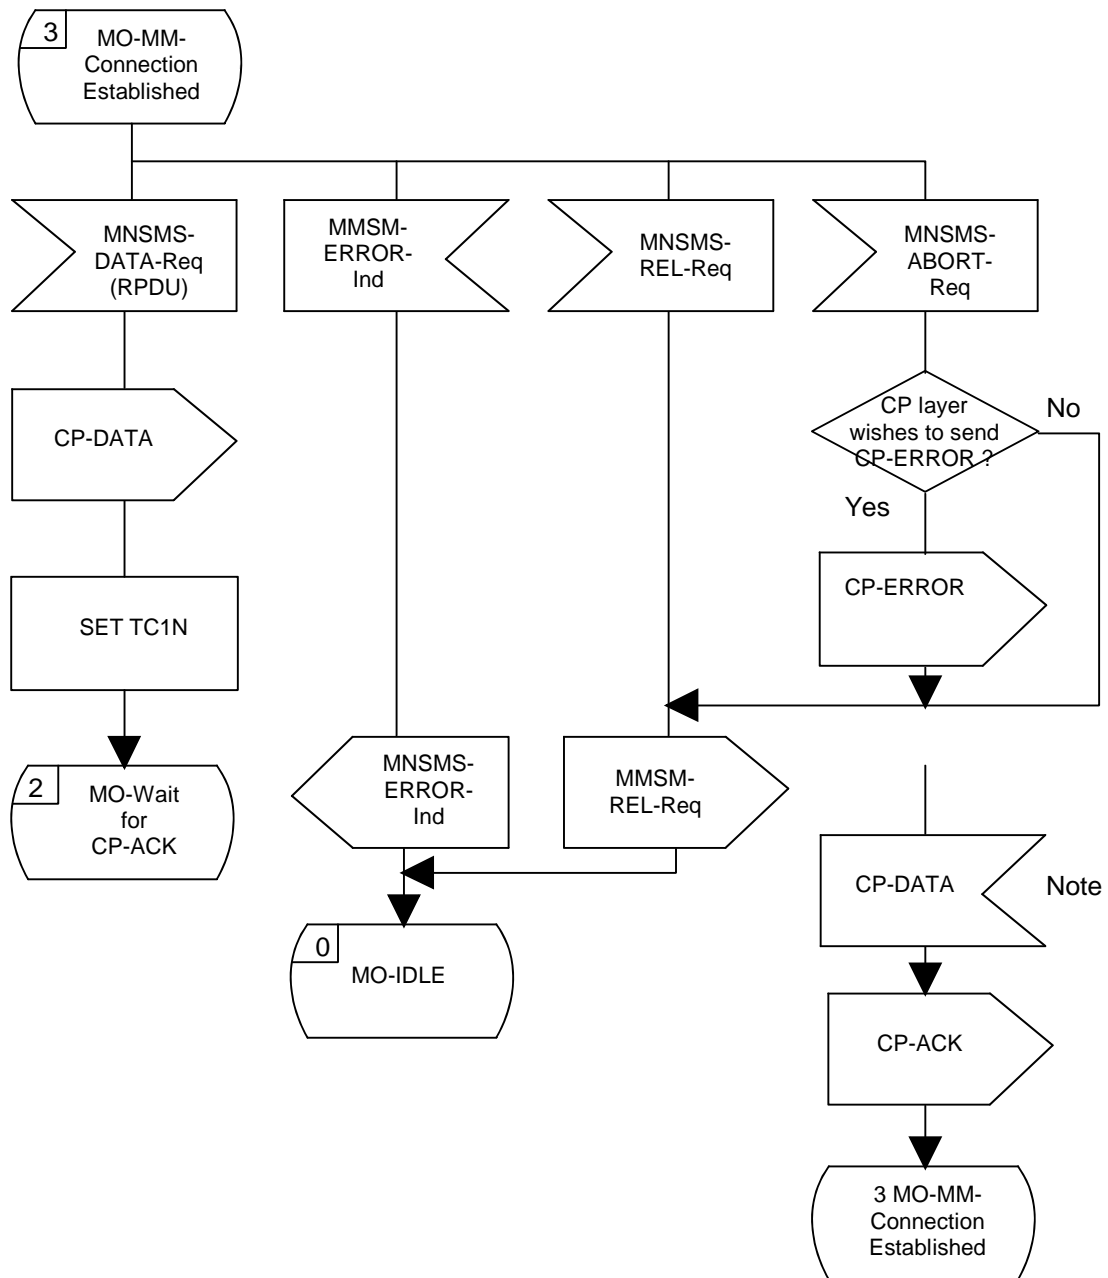 3
MO-MM-
Connection
Established
MNSMS-
DATA-Req
(RPDU)
MMSM-
ERROR-
Ind
MNSMS-
REL-Req
MNSMS-
ABORT-
Req
CP-DATA
CP layer
wishes to send
CP-ERROR ?
No
Yes
SET TC1N
CP-ERROR
2
MO-Wait
for
CP-ACK
MNSMS-
ERROR-
Ind
MMSM-
REL-Req
CP-DATA
Note
0
MO-IDLE
CP-ACK
3 MO-MM-
Connection
Established